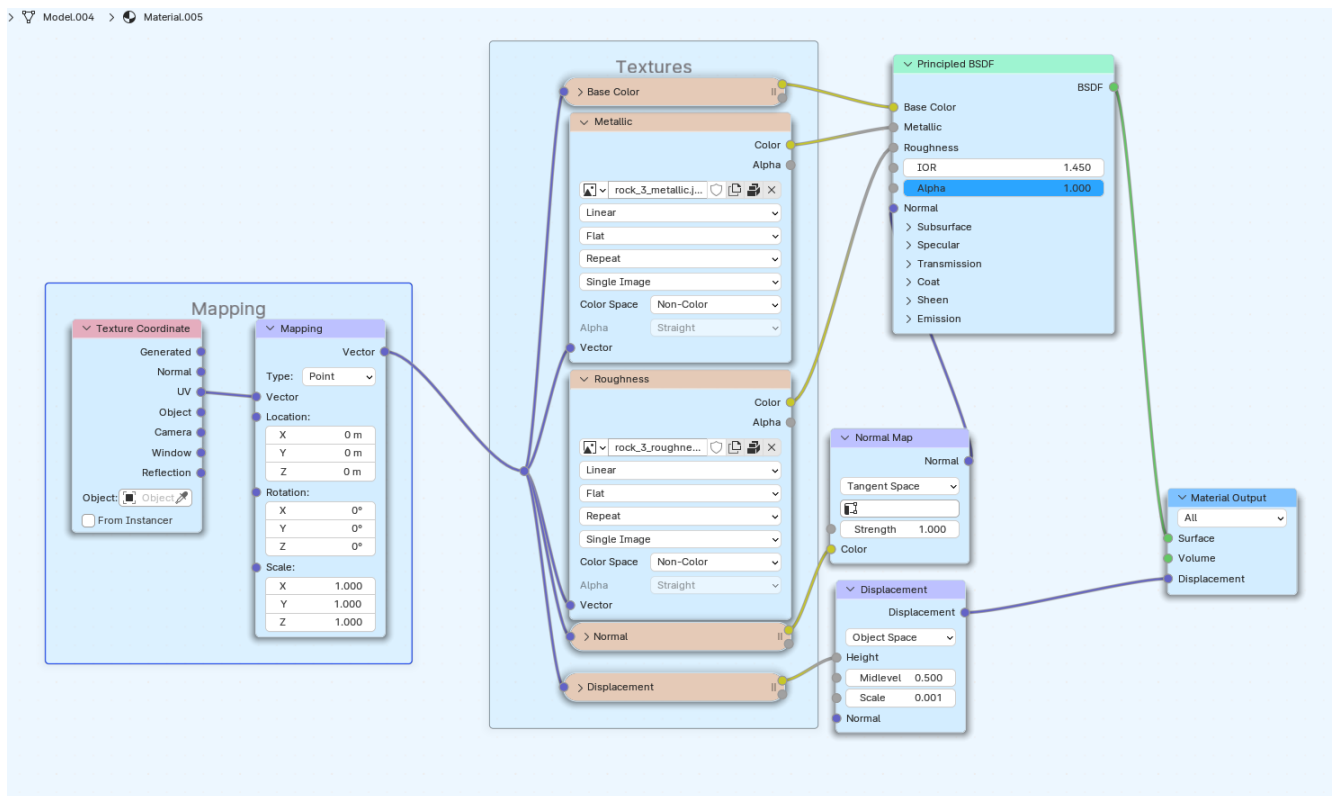 Model.004 Material.005
Textures
Base Color
Metallic
Color
Alpha
rock_3_metallic.j...
Linear
Flat
Repeat
Single Image
Color Space Non-Color
Alpha Straight
Vector
Roughness
Color
Alpha
rock_3_roughne...
Linear
Flat
Repeat
Single Image
Color Space Non-Color
Alpha Straight
Vector
Normal
Displacement
Mapping
Texture Coordinate
Generated
Normal
UV
Object
Camera
Window
Reflection
Object: Object
From Instancer
Mapping
Vector
Type: Point
Vector
Location:
X 0 m
Y 0 m
Z 0 m
Rotation:
X 0°
Y 0°
Z 0°
Scale:
X 1.000
Y 1.000
Z 1.000
Principled BSDF
BSDF
Base Color
Metallic
Roughness
IOR 1.450
Alpha 1.000
Normal
Subsurface
Specular
Transmission
Coat
Sheen
Emission
Normal Map
Normal
Tangent Space
Strength 1.000
Color
Displacement
Displacement
Object Space
Height
Midlevel 0.500
Scale 0.001
Normal
Material Output
All
Surface
Volume
Displacement